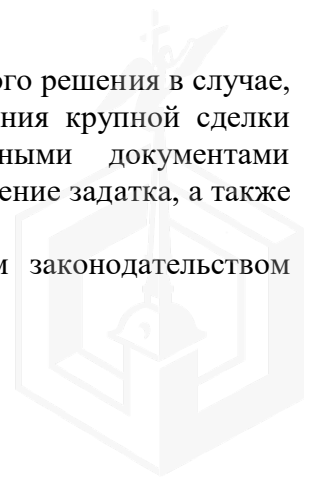 ого решения в случае,
ния крупной сделки
ными документами
ение задатка, а также
м законодательством